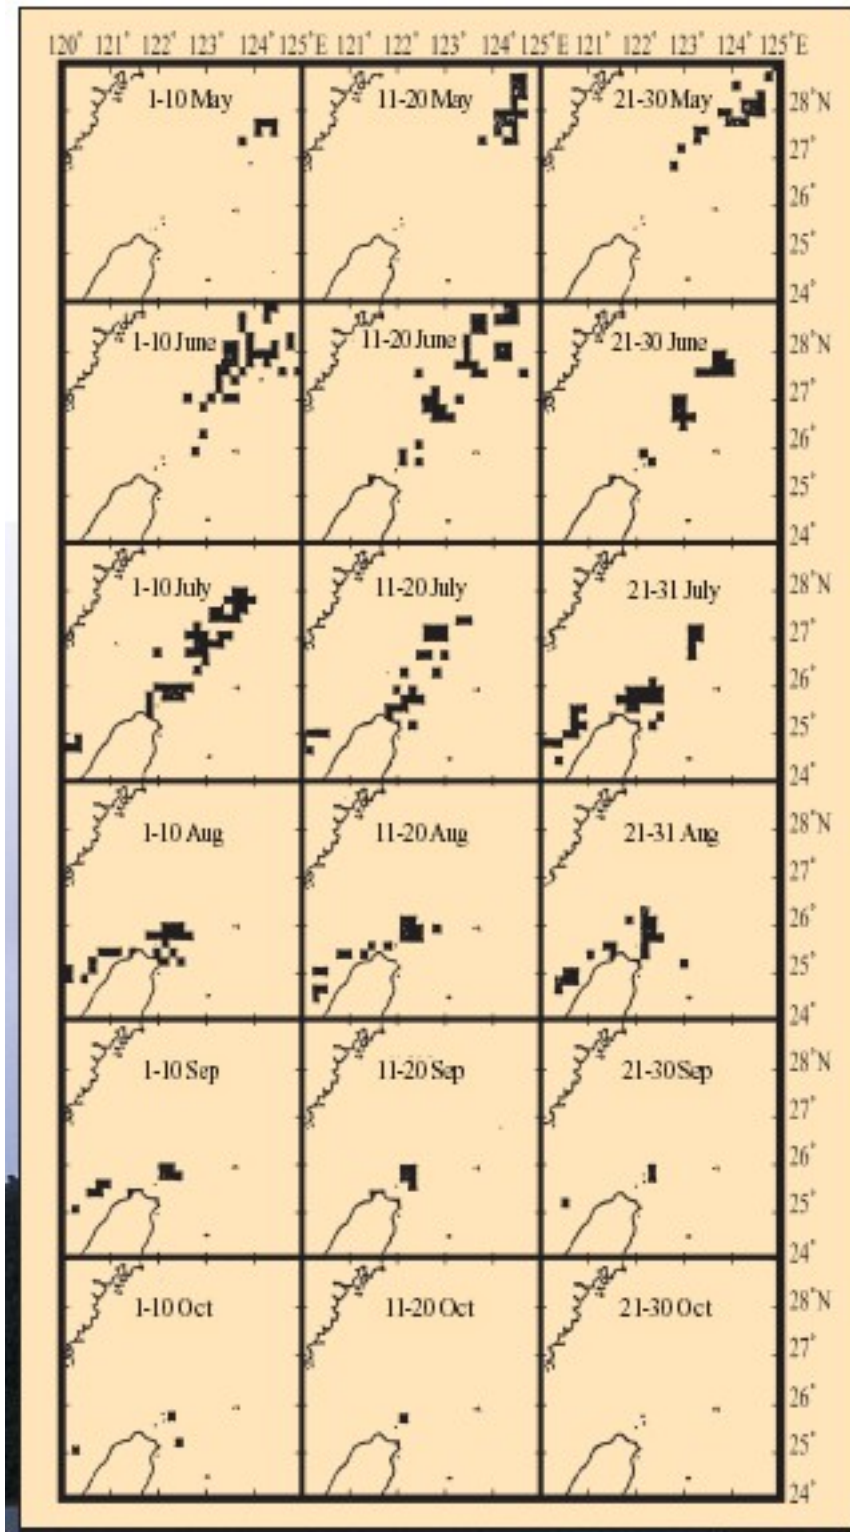 120° 121° 122° 123° 124° 125°E 121° 122° 123° 124° 125°E 121° 122° 123° 124° 125°E
1-10 May 11-20 May 21-30 May
28°N
27°
26°
25°
24°
1-10 June 11-20 June 21-30 June
28°N
27°
26°
25°
24°
1-10 July 11-20 July 21-31 July
28°N
27°
26°
25°
24°
1-10 Aug 11-20 Aug 21-31 Aug
28°N
27°
26°
25°
24°
1-10 Sep 11-20 Sep 21-30 Sep
28°N
27°
26°
25°
24°
1-10 Oct 11-20 Oct 21-30 Oct
28°N
27°
26°
25°
24°